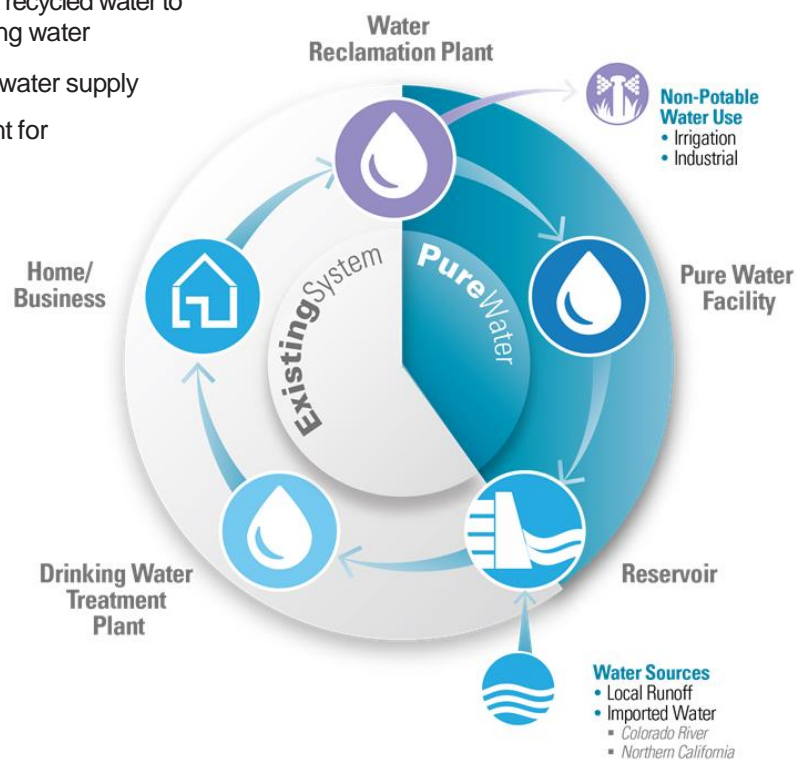 recycled water to
ng water
water supply
nt for
Water
Reclamation Plant
Non-Potable
Water Use
• Irrigation
• Industrial
Home/
Business
ExistingSystem
PureWater
Pure Water
Facility
Drinking Water
Treatment
Plant
Reservoir
Water Sources
• Local Runoff
• Imported Water
▪ Colorado River
▪ Northern California